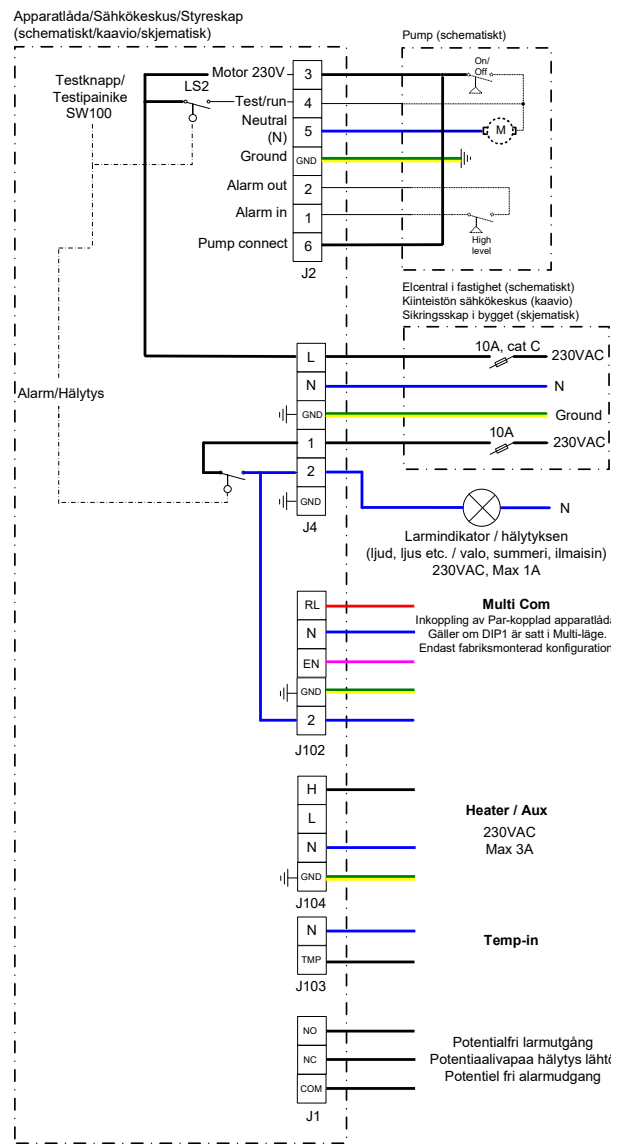 Apparatlåda/Sähkökeskus/Styreskap
(schematiskt/kaavio/skjematisk)
Testknapp/
Testipainike
SW100
LS2
Motor 230V
3
Test/run
4
Neutral
(N)
5
Ground
GND
Alarm out
2
Alarm in
1
Pump connect
6
J2
Pump (schematiskt)
On/
Off
M
High
level
Elcentral i fastighet (schematiskt)
Kiinteistön sähkökeskus (kaavio)
Sikringsskap i bygget (skjematisk)
L
10A, cat C
230VAC
N
N
GND
Ground
1
10A
230VAC
2
GND
J4
Alarm/Hälytys
N
Larmindikator / hälytyksen
(ljud, ljus etc. / valo, summeri, ilmaisin)
230VAC, Max 1A
RL
N
EN
GND
2
J102
Multi Com
Inkoppling av Par-kopplad apparatlåda
Gäller om DIP1 är satt i Multi-läge.
Endast fabriksmonterad konfiguration
H
L
N
GND
J104
Heater / Aux
230VAC
Max 3A
N
TMP
J103
Temp-in
NO
NC
COM
J1
Potentialfri larmutgång
Potentiaalivapaa hälytys lähtö
Potentiel fri alarmudgang